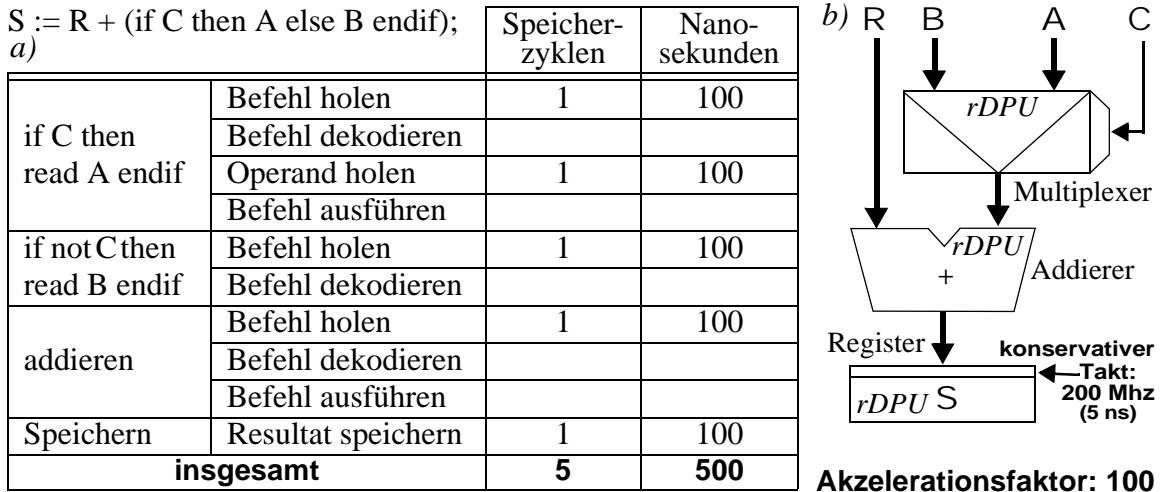 S := R + (if C then A else B endif);
a)
Speicher-
zyklen
Nano-
sekunden
if C then
read A endif
Befehl holen 1 100
Befehl dekodieren
Operand holen 1 100
Befehl ausführen
if not C then
read B endif
Befehl holen 1 100
Befehl dekodieren
addieren
Befehl holen 1 100
Befehl dekodieren
Befehl ausführen
Speichern Resultat speichern 1 100
insgesamt 5 500
b) R B A C
rDPU
Multiplexer
rDPU
+
Addierer
Register
konservativer
Takt:
200 Mhz
(5 ns)
rDPU S
Akzelerationsfaktor: 100